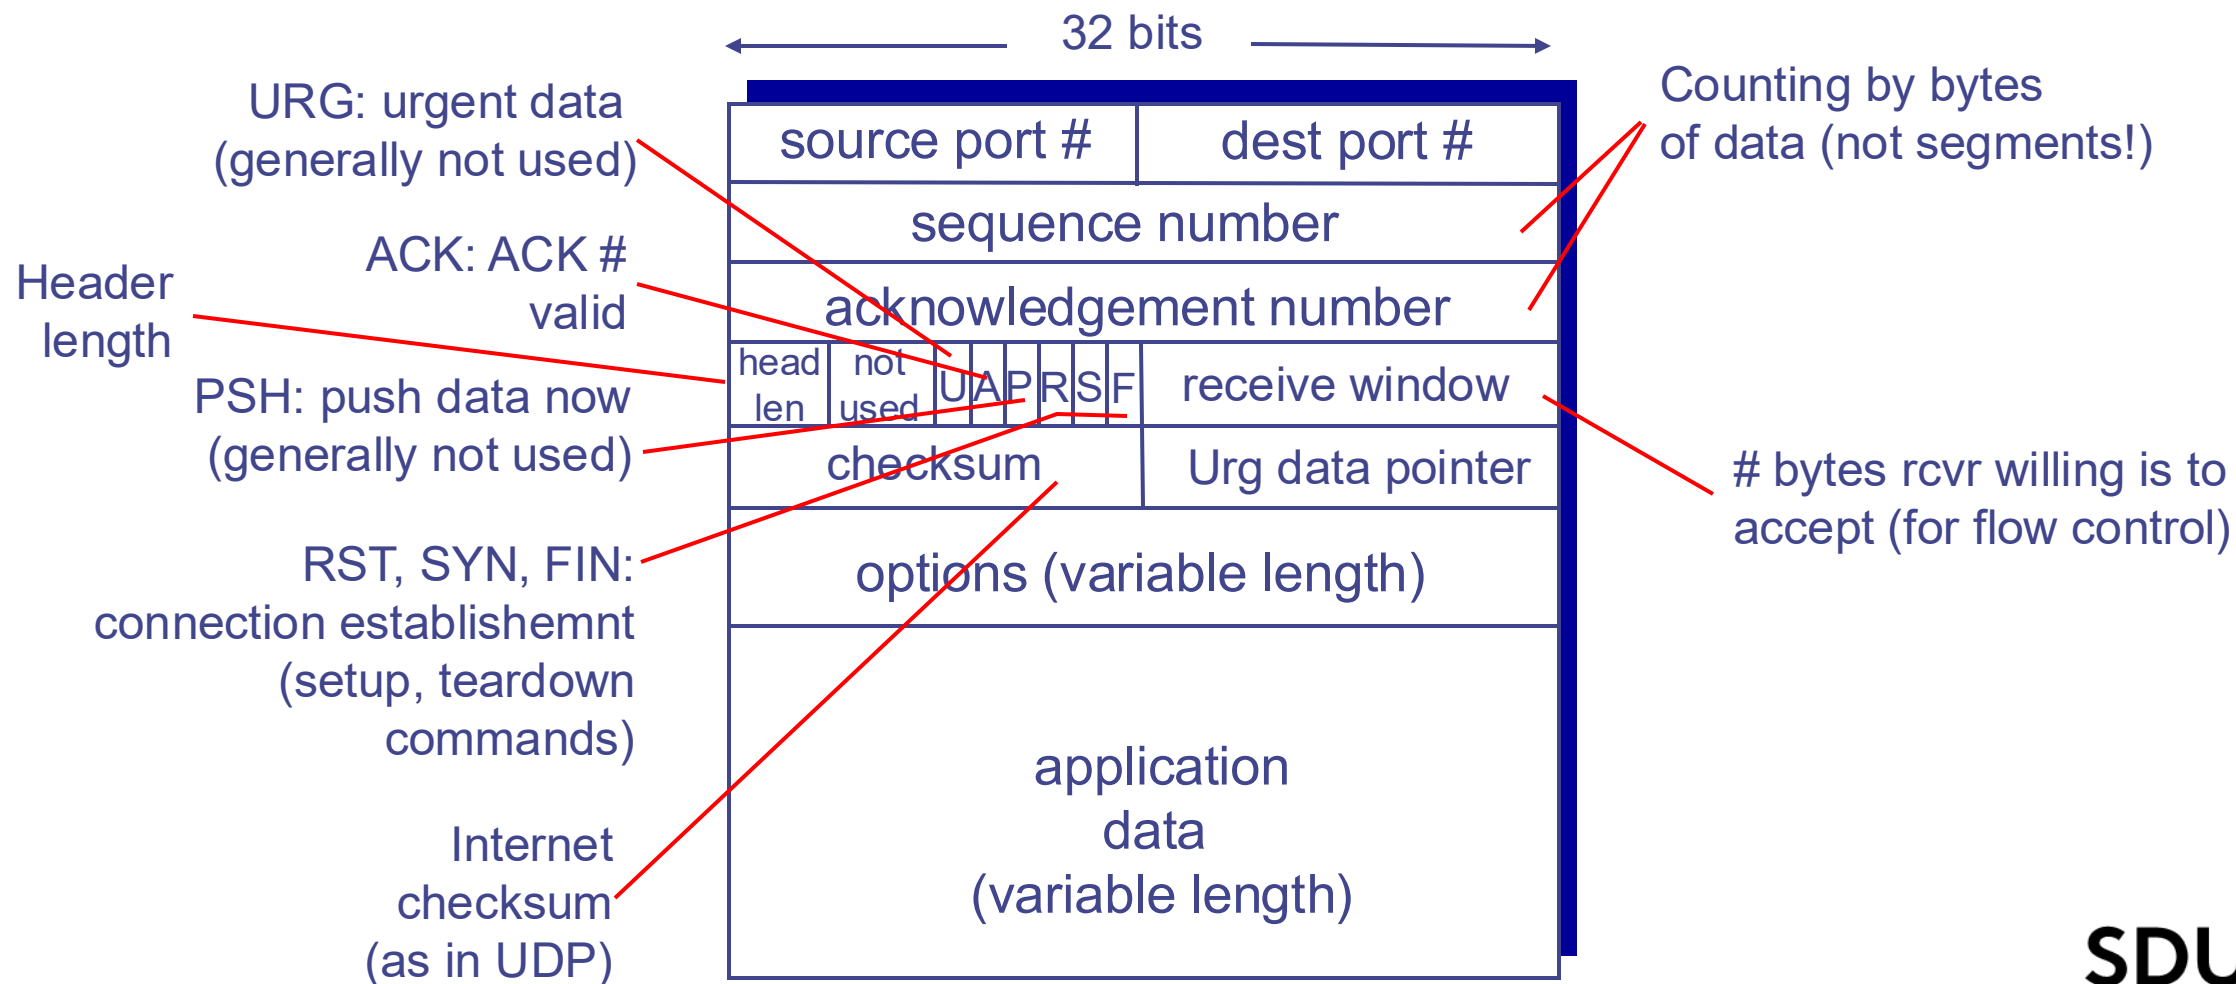 32 bits
URG: urgent data
(generally not used)
ACK: ACK #
valid
Header
length
PSH: push data now
(generally not used)
RST, SYN, FIN:
connection establishemnt
(setup, teardown
commands)
Internet
checksum
(as in UDP)
source port #
dest port #
sequence number
acknowledgement number
head
len
not
used
U
A
P
R
S
F
receive window
checksum
Urg data pointer
options (variable length)
application
data
(variable length)
Counting by bytes
of data (not segments!)
# bytes rcvr willing is to
accept (for flow control)
SDU